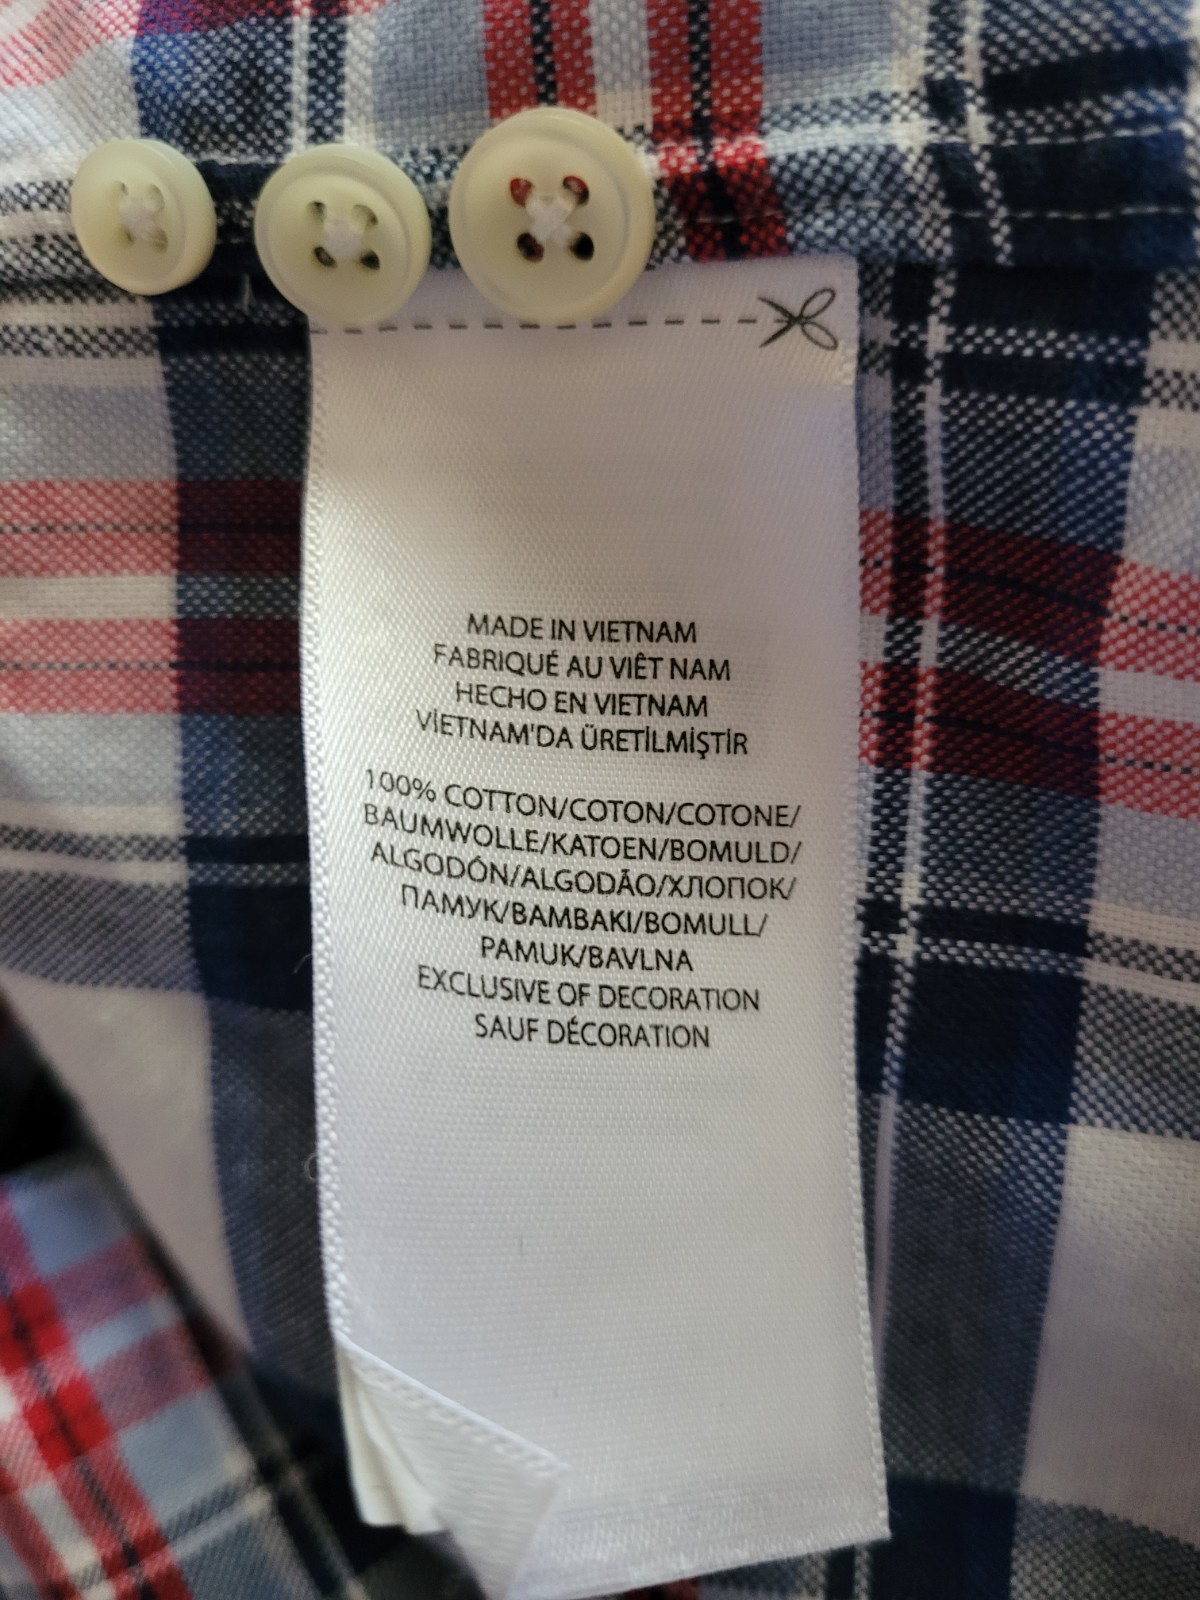 MADE IN VIETNAM
FABRIQUÉ AU VIÊT NAM
HECHO EN VIETNAM
VİETNAM'DA ÜRETİLMİŞTİR
100% COTTON/COTON/COTONE/
BAUMWOLLE/KATOEN/BOMULD/
ALGODÓN/ALGODÃO/ХЛОПОК/
ПАМУК/BAMBAKI/BOMULL/
PAMUK/BAVLNA
EXCLUSIVE OF DECORATION
SAUF DÉCORATION